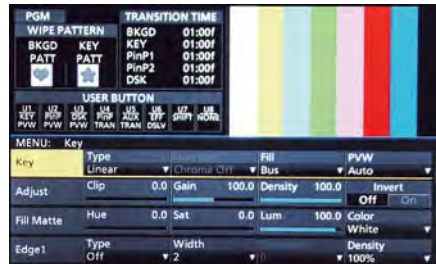 PGM
WIPE PATTERN
BKGD KEY
PATT PATT
TRANSITION TIME
BKGD 01:00f
KEY 01:00f
PinP1 01:00f
PinP2 01:00f
DSK 01:00f
USER BUTTON
U1 U2 U3 U4 U5 U6 U7 U8
KEY PinP DSK PinP AUX EFF SHIFT NONE
PVW PVW PVW TRAN TRAN DSLV
MENU: Key
Key Type Fill PVW
Linear Chroma Off Bus Auto
Adjust Clip 0.0 Gain 100.0 Density 100.0 Invert
Off On
Fill Matte Hue 0.0 Sat 0.0 Lum 100.0 Color
White
Edge1 Type Width Density
Off 2 100%